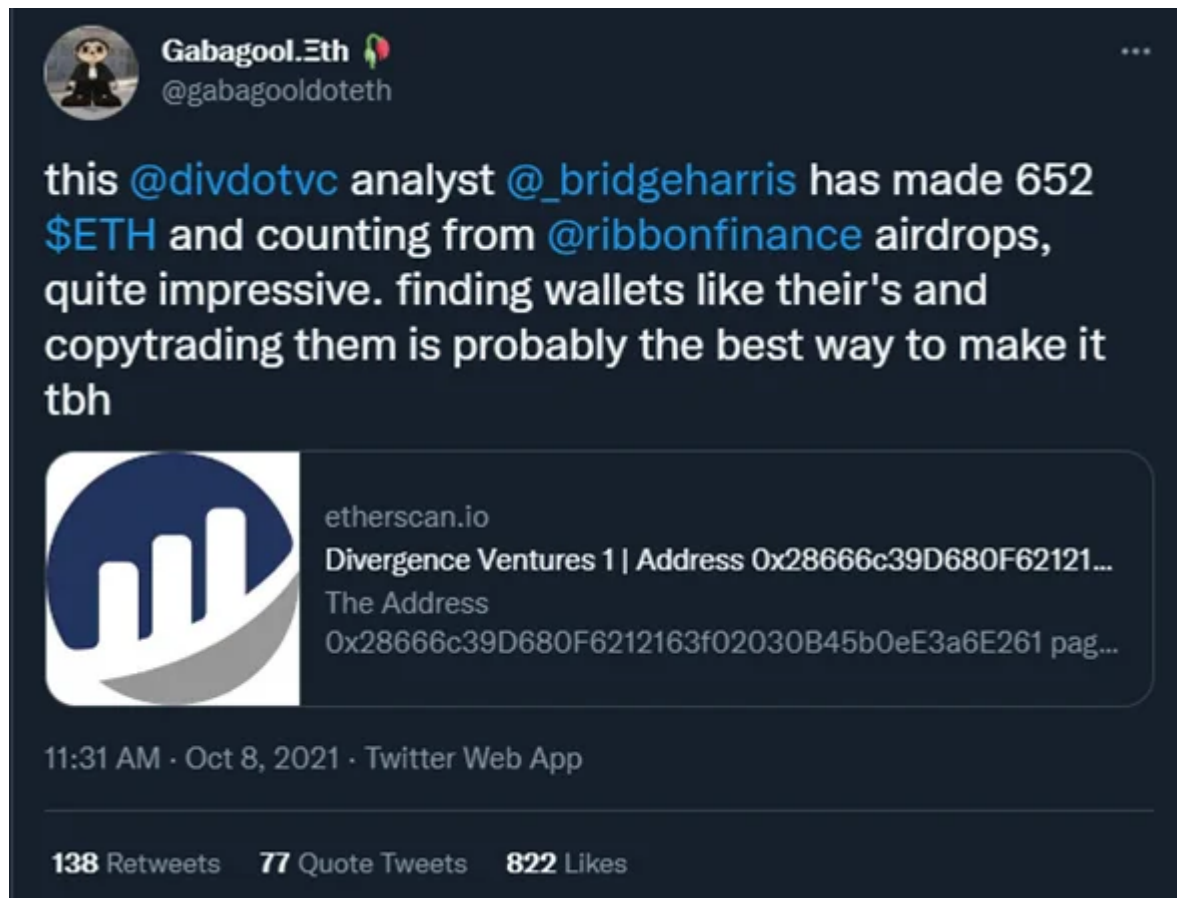 Gabagool.Ξth 🥀
@gabagooldoteth
this @divdotvc analyst @_bridgeharris has made 652
$ETH and counting from @ribbonfinance airdrops,
quite impressive. finding wallets like their's and
copytrading them is probably the best way to make it
tbh
etherscan.io
Divergence Ventures 1 | Address 0x28666c39D680F62121...
The Address
0x28666c39D680F6212163f02030B45b0eE3a6E261 pag...
11:31 AM · Oct 8, 2021 · Twitter Web App
138 Retweets 77 Quote Tweets 822 Likes